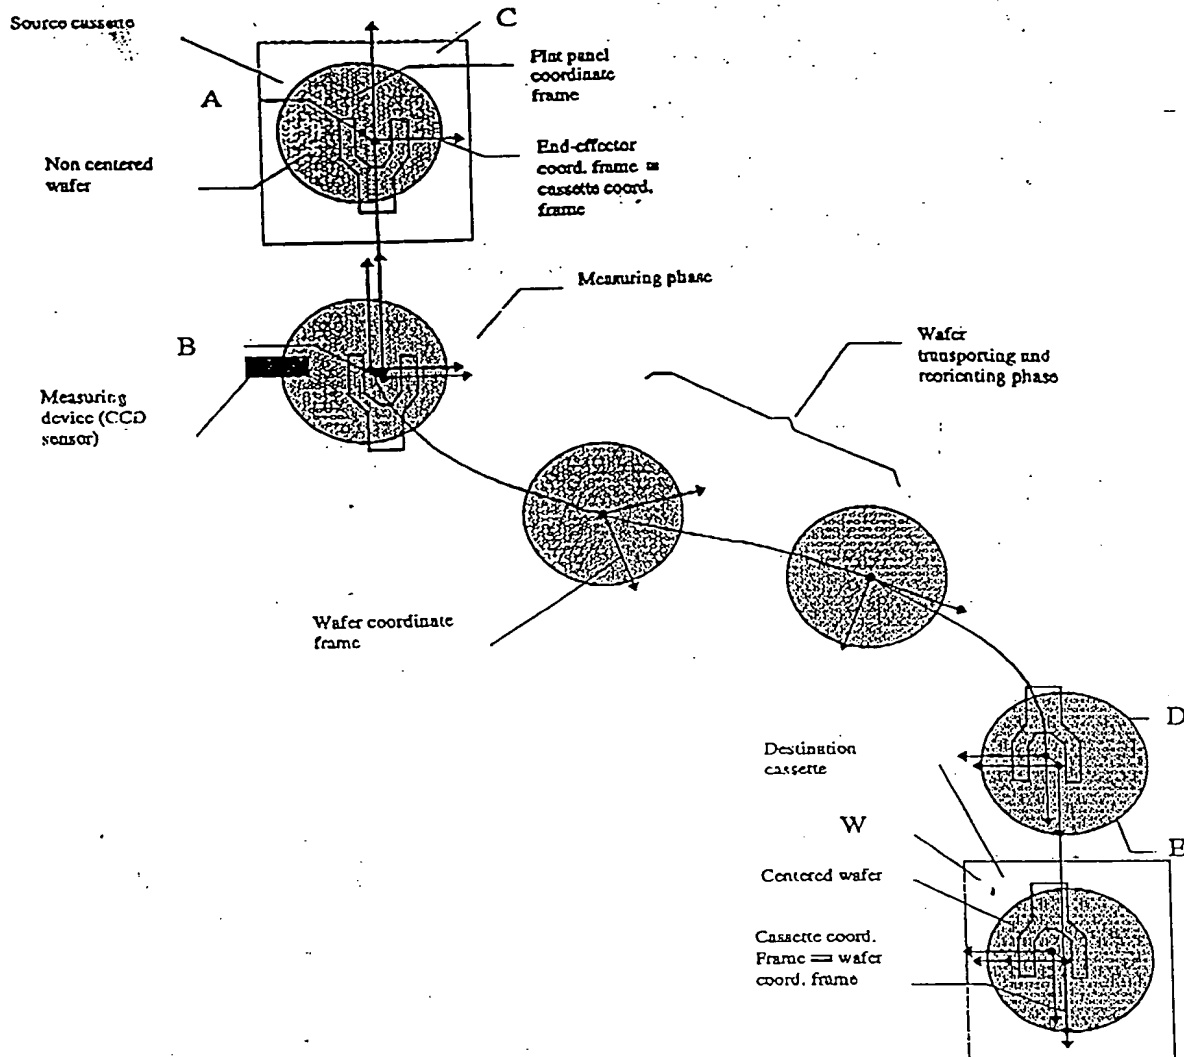 Source cassette
C
Flat panel
coordinate
frame
A
End-effector
coord. frame =
cassette coord.
frame
Non centered
wafer
Measuring phase
B
Wafer
transporting and
reorienting phase
Measuring
device (CCD
sensor)
Wafer coordinate
frame
D
Destination
cassette
W
E
Centered wafer
Cassette coord.
Frame = wafer
coord. frame